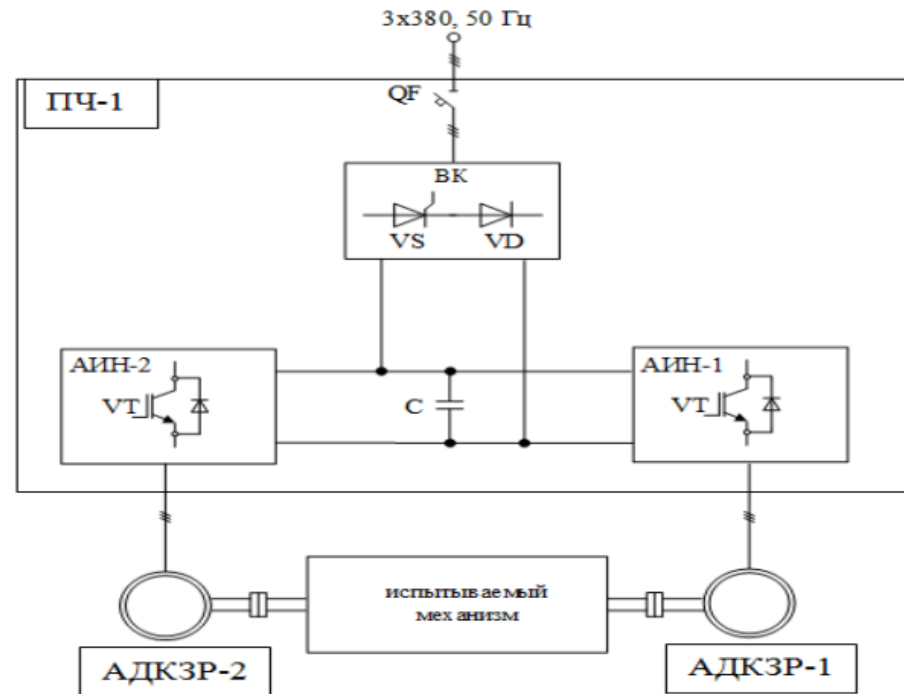 3x380, 50 Гц
ПЧ-1
QF
ВК
VS
VD
АИН-2
VT
C
АИН-1
VT
испытываемый
механизм
АДКЗР-2
АДКЗР-1